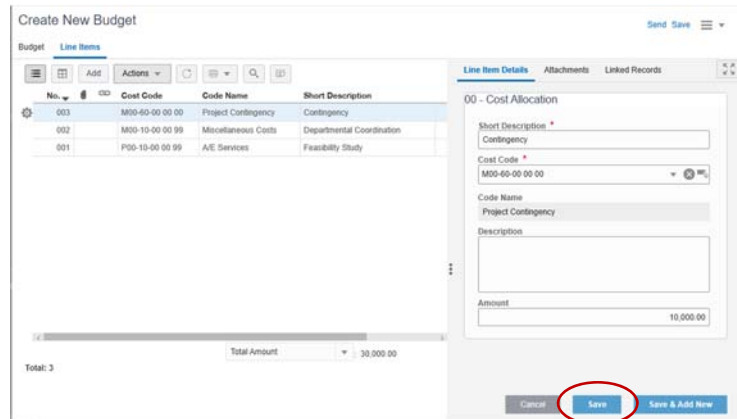 Create New Budget
Send Save
Budget Line Items
Add Actions
No. Cost Code Code Name Short Description
003 M00-60-00 00 00 Project Contingency Contingency
002 M00-10-00 00 99 Miscellaneous Costs Departmental Coordination
001 P00-10-00 00 99 A/E Services Feasibility Study
Total Amount : 30,000.00
Total: 3
Line Item Details Attachments Linked Records
00 - Cost Allocation
Short Description *
Contingency
Cost Code *
M00-60-00 00 00
Code Name
Project Contingency
Description
Amount
10,000.00
Cancel Save Save & Add New